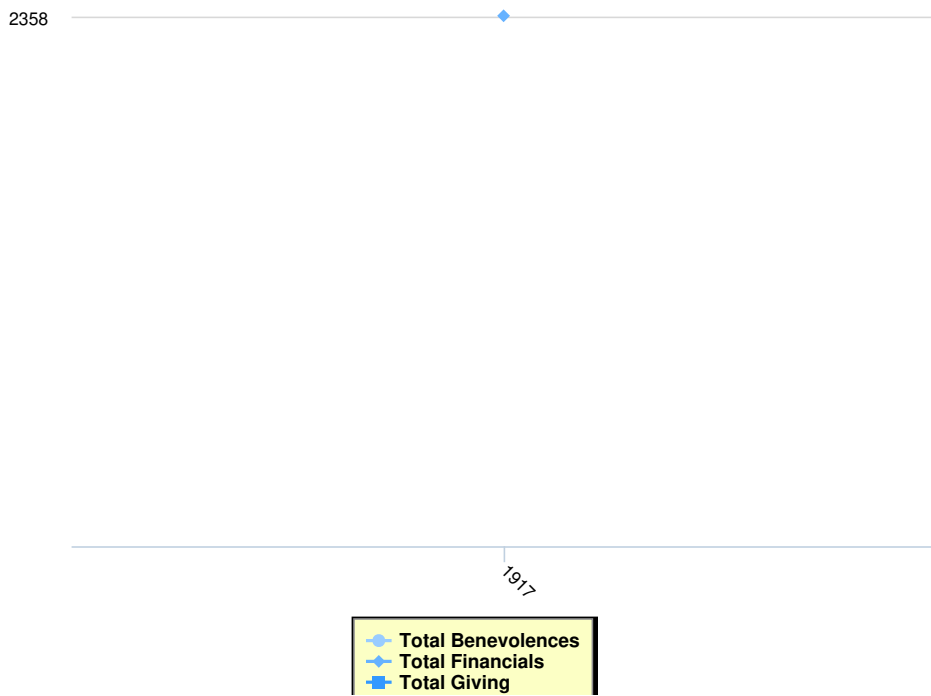 2358
1917
Total Benevolences
Total Financials
Total Giving